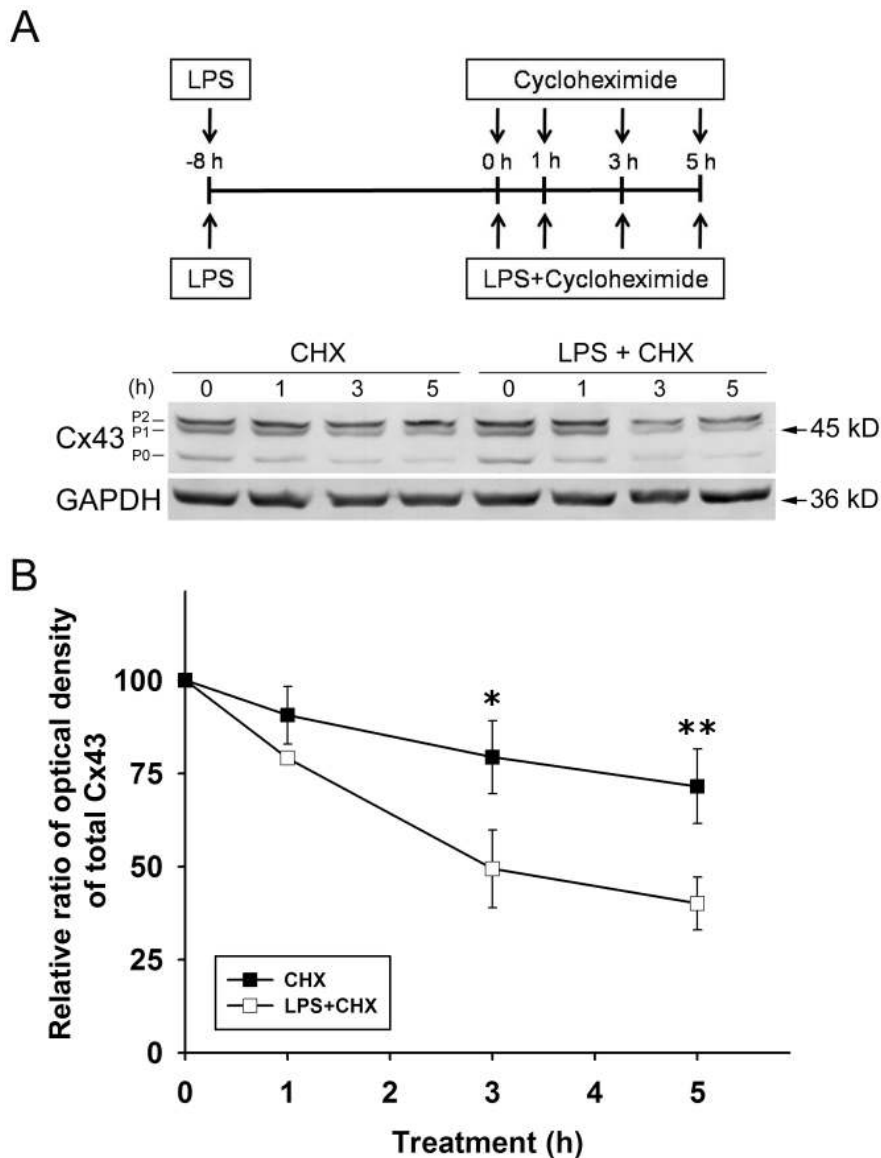 A
LPS Cycloheximide
-8 h 0 h 1 h 3 h 5 h
LPS LPS+Cycloheximide
CHX LPS + CHX
(h) 0 1 3 5 0 1 3 5
P2
Cx43 P1 45 kD
P0
GAPDH 36 kD
B
Relative ratio of optical density
of total Cx43
100
75
50
25
0
* **
CHX
LPS+CHX
0 1 2 3 4 5
Treatment (h)